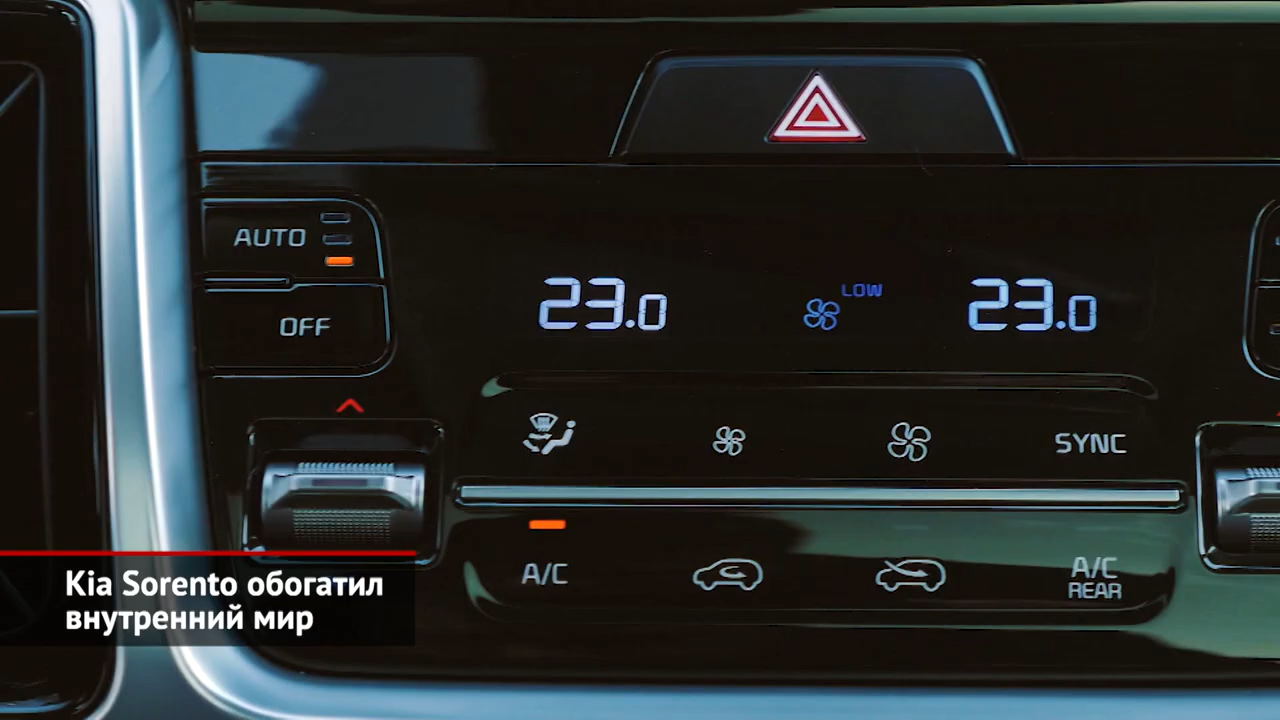 AUTO
OFF
23.0
LOW
23.0
SYNC
A/C
A/C
REAR
Kia Sorento обогатил
внутренний мир